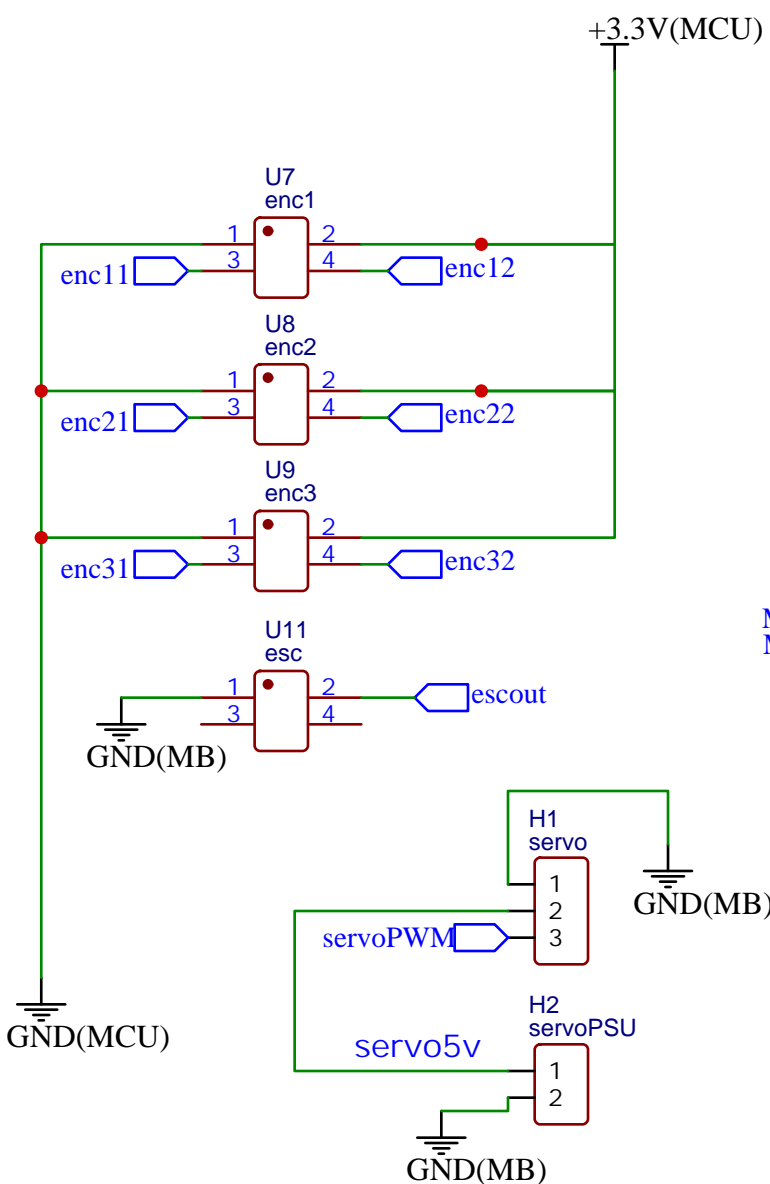 +3.3V(MCU)
U7
enc1
1 2
3 4
enc11 enc12
U8
enc2
1 2
3 4
enc21 enc22
U9
enc3
1 2
3 4
enc31 enc32
U11
esc
1 2
3 4
escout
GND(MB)
H1
servo
1
2
3
servoPWM
GND(MB)
GND(MCU)
H2
servoPSU
servo5v
1
2
GND(MB)